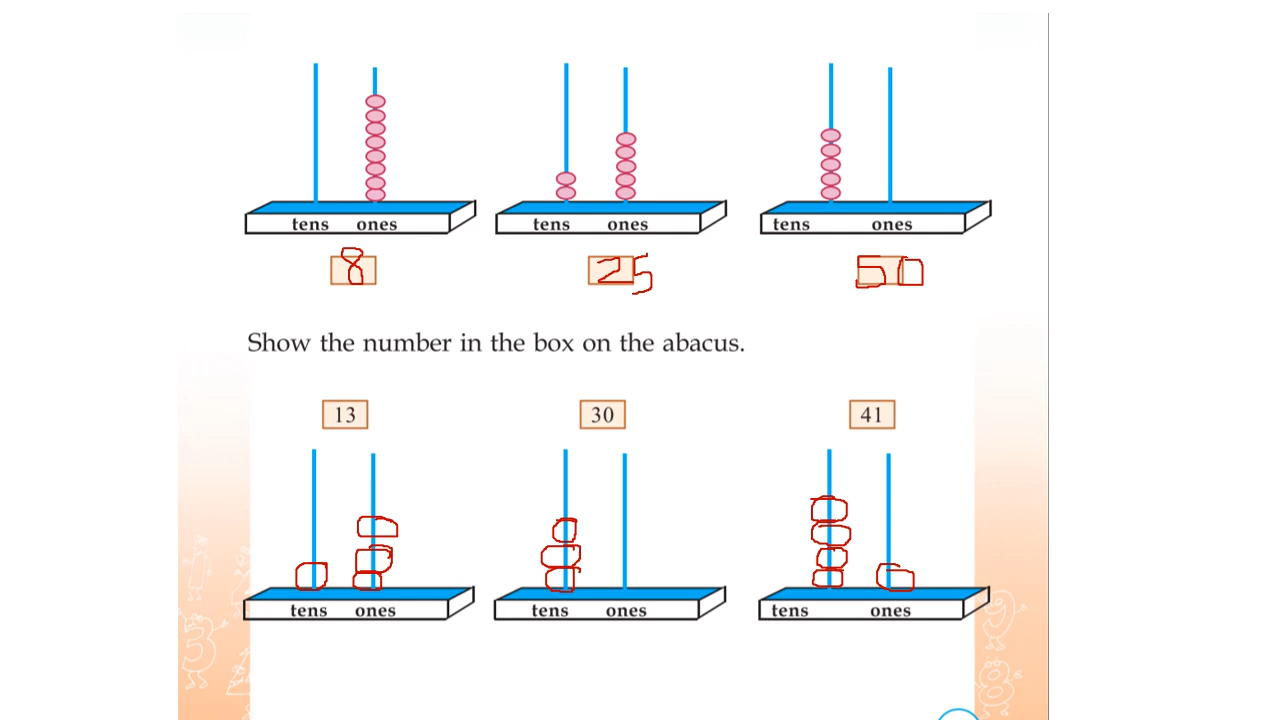 tens ones tens ones tens ones
8 25 50
Show the number in the box on the abacus.
13 30 41
tens ones tens ones tens ones